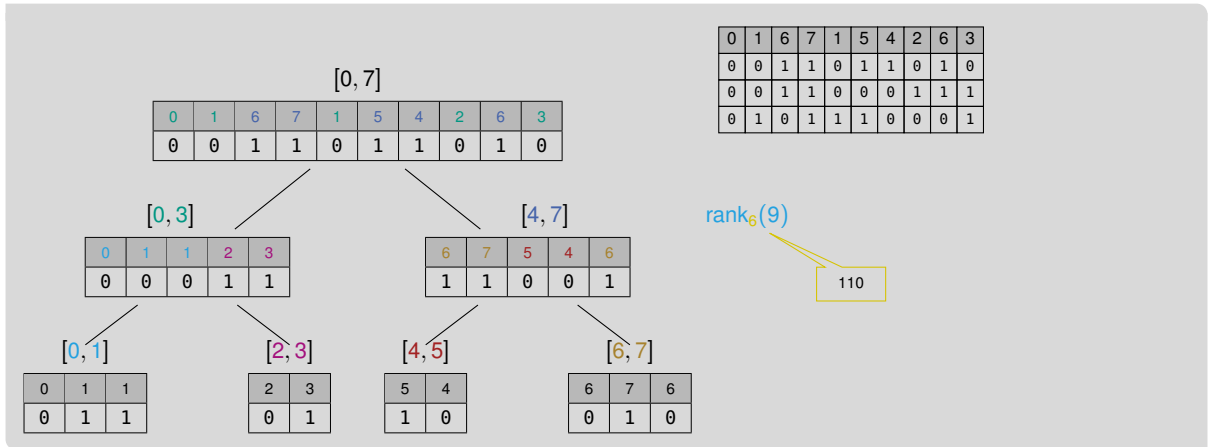 [0, 7]
0 1 6 7 1 5 4 2 6 3
0 0 1 1 0 1 1 0 1 0
0 1 6 7 1 5 4 2 6 3
0 0 1 1 0 1 1 0 1 0
0 0 1 1 0 0 0 1 1 1
0 1 0 1 1 1 0 0 0 1
[0, 3]
0 1 1 2 3
0 0 0 1 1
[4, 7]
6 7 5 4 6
1 1 0 0 1
rank6(9)
110
[0, 1]
0 1 1
0 1 1
[2, 3]
2 3
0 1
[4, 5]
5 4
1 0
[6, 7]
6 7 6
0 1 0